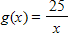 g(x) = 25/x